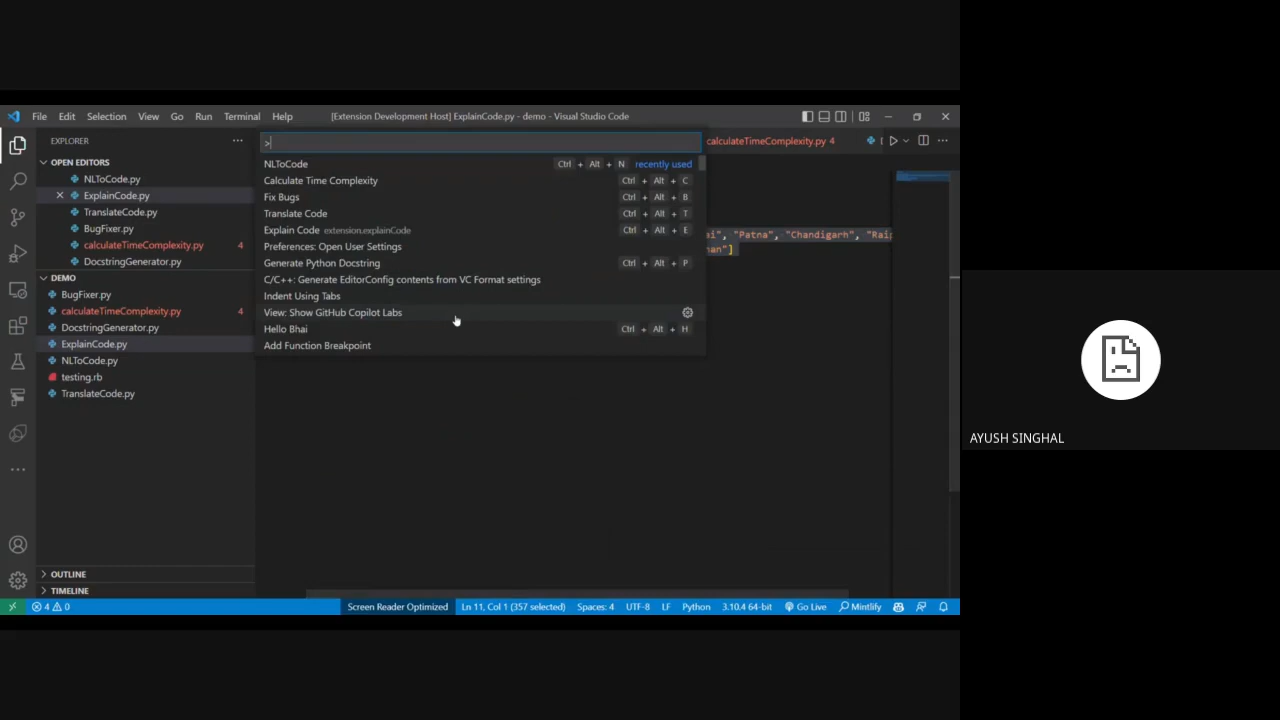 File Edit Selection View Go Run Terminal Help [Extension Development Host] ExplainCode.py - demo - Visual Studio Code
EXPLORER
OPEN EDITORS
NLToCode.py
ExplainCode.py
TranslateCode.py
BugFixer.py
calculateTimeComplexity.py 4
DocstringGenerator.py
DEMO
BugFixer.py
calculateTimeComplexity.py 4
DocstringGenerator.py
ExplainCode.py
NLToCode.py
testing.rb
TranslateCode.py
OUTLINE
TIMELINE
>
NLToCode Ctrl + Alt + N recently used
Calculate Time Complexity Ctrl + Alt + C
Fix Bugs Ctrl + Alt + B
Translate Code Ctrl + Alt + T
Explain Code extension.explainCode Ctrl + Alt + E
Preferences: Open User Settings
Generate Python Docstring Ctrl + Alt + P
C/C++: Generate EditorConfig contents from VC Format settings
Indent Using Tabs
View: Show GitHub Copilot Labs
Hello Bhai Ctrl + Alt + H
Add Function Breakpoint
calculateTimeComplexity.py 4
ai", "Patna", "Chandigarh", "Raip
an"]
4 0 Screen Reader Optimized Ln 11, Col 1 (357 selected) Spaces: 4 UTF-8 LF Python 3.10.4 64-bit Go Live Mintlify
AYUSH SINGHAL